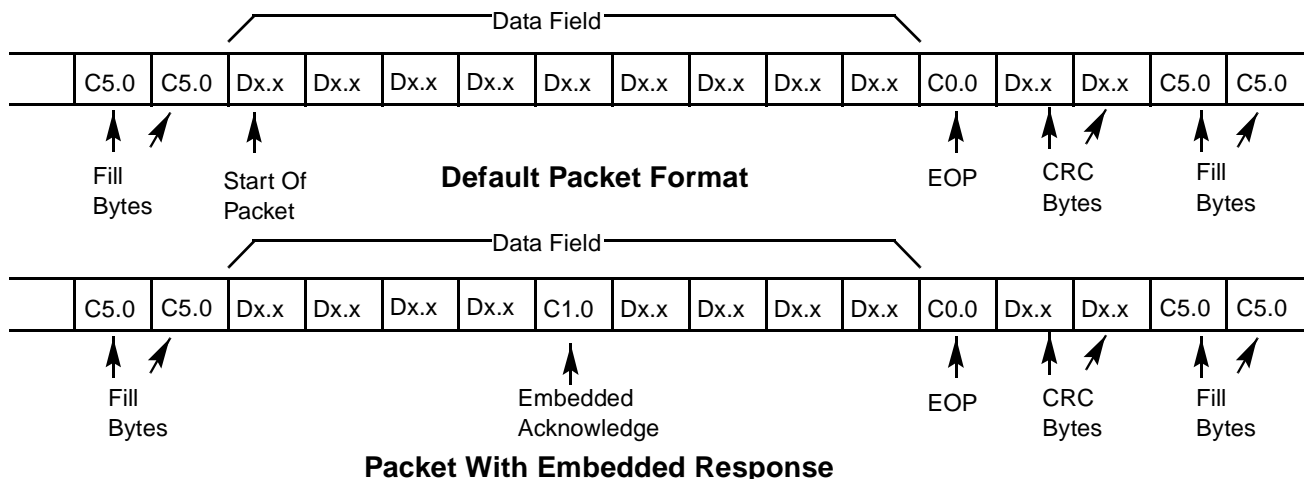 Data Field
C5.0 C5.0 Dx.x Dx.x Dx.x Dx.x Dx.x Dx.x Dx.x Dx.x Dx.x C0.0 Dx.x Dx.x C5.0 C5.0
Fill
Bytes
Start Of
Packet
Default Packet Format
EOP
CRC
Bytes
Fill
Bytes
Data Field
C5.0 C5.0 Dx.x Dx.x Dx.x Dx.x C1.0 Dx.x Dx.x Dx.x Dx.x C0.0 Dx.x Dx.x C5.0 C5.0
Fill
Bytes
Embedded
Acknowledge
EOP
CRC
Bytes
Fill
Bytes
Packet With Embedded Response